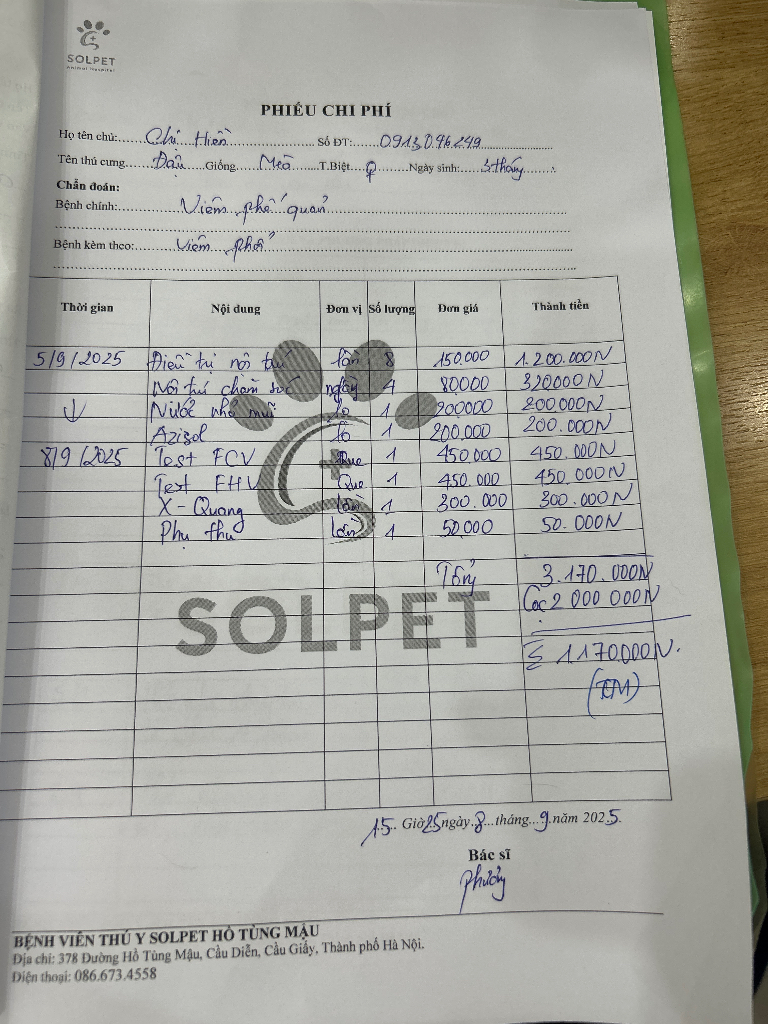 SOLPET
Animal Hospital
PHIẾU CHI PHÍ
Họ tên chủ: Chị Hiền Số ĐT: 0913.096.249
Tên thú cưng Đậu Giống Mèo T.Biệt ♀ Ngày sinh: 3 tháng
Chẩn đoán:
Bệnh chính: Viêm phế quản
Bệnh kèm theo: Viêm phổi
Thời gian Nội dung Đơn vị Số lượng Đơn giá Thành tiền
5/9/2025 Điều trị nội trú lần 8 150.000 1.200.000N
Nội trú chăm sóc ngày 4 80000 320000N
↓ Nước nhỏ mũi lọ 1 200000 200.000N
Azisol lọ 1 200.000 200.000N
8/9/2025 Test FCV Que 1 450.000 450.000N
Test FHV Que 1 450.000 450.000N
X-Quang lần 1 300.000 300.000N
Phụ thu lần 1 50.000 50.000N
Tổng 3.170.000N
Cọc 2 000 000N
SOLPET
1170.000N.
(TM)
15 Giờ 25 ngày 8 tháng 9 năm 2025
Bác sĩ
Phương
BỆNH VIỆN THÚ Y SOLPET HỒ TÙNG MẬU
Địa chỉ: 378 Đường Hồ Tùng Mậu, Cầu Diễn, Cầu Giấy, Thành phố Hà Nội.
Điện thoại: 086.673.4558